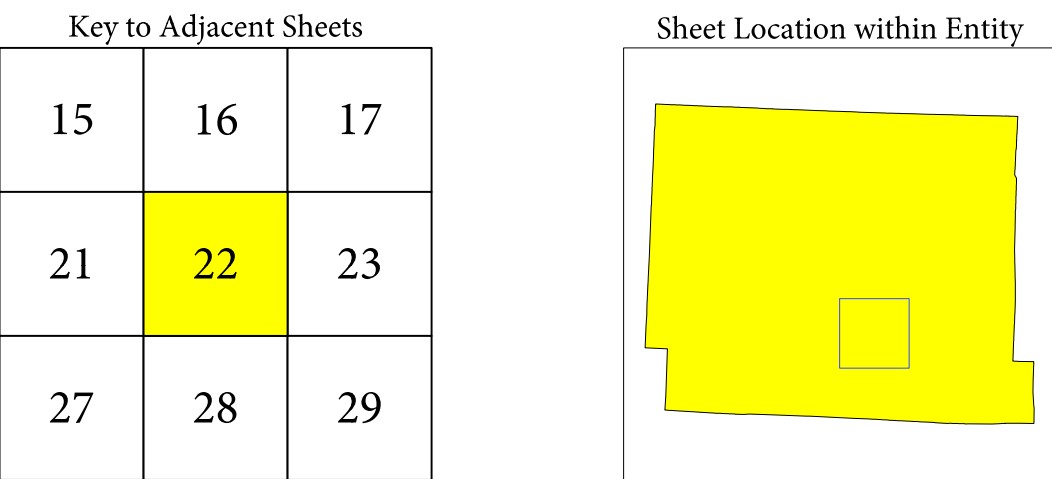 Key to Adjacent Sheets
15 16 17
21 22 23
27 28 29
Sheet Location within Entity